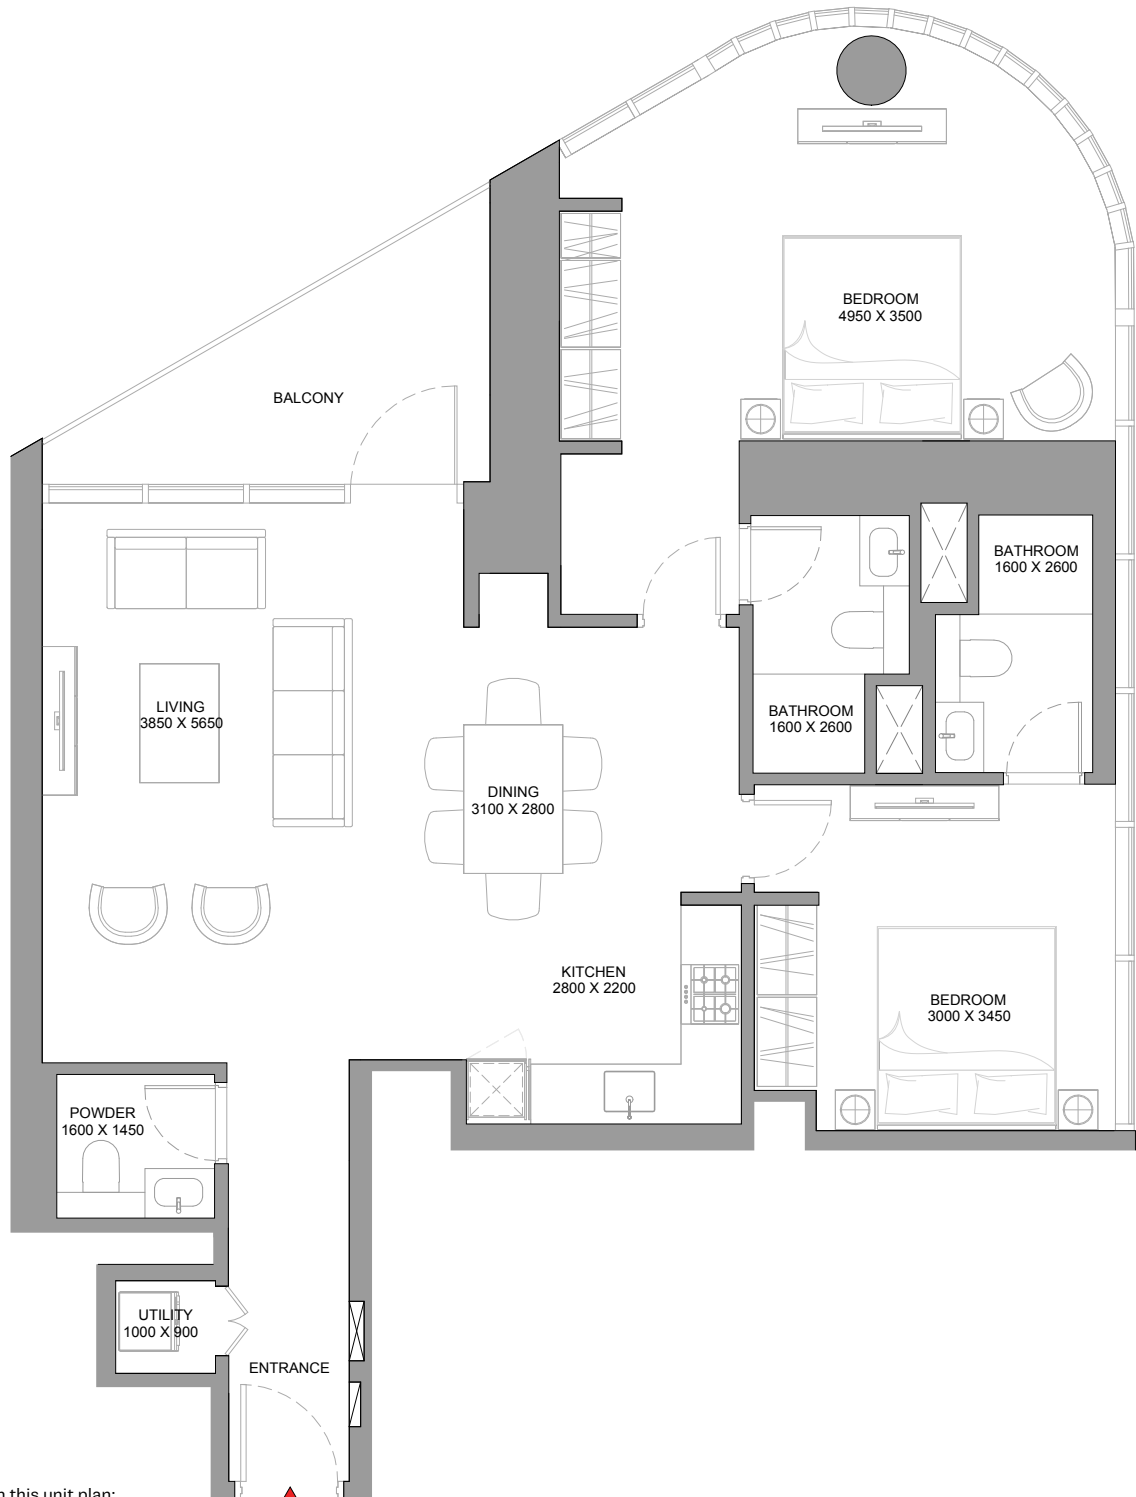 BEDROOM
4950 X 3500
BALCONY
BATHROOM
1600 X 2600
LIVING
3850 X 5650
BATHROOM
1600 X 2600
DINING
3100 X 2800
KITCHEN
2800 X 2200
BEDROOM
3000 X 3450
POWDER
1600 X 1450
UTILITY
1000 X 900
ENTRANCE
this unit plan: